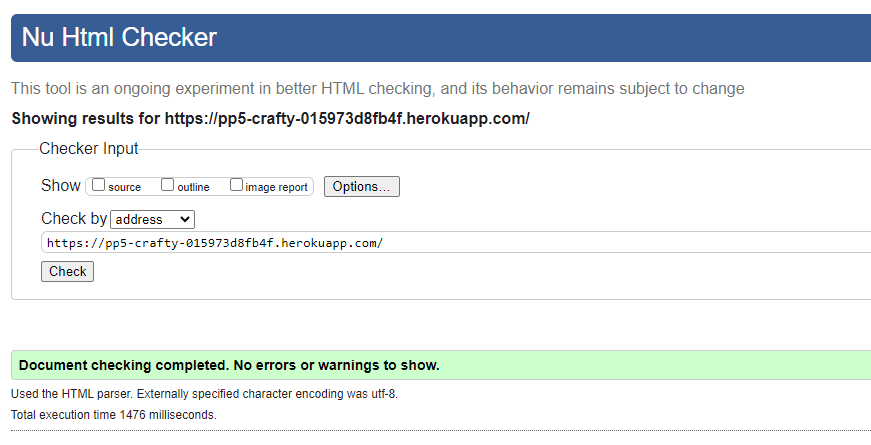 Nu Html Checker
This tool is an ongoing experiment in better HTML checking, and its behavior remains subject to change
Showing results for https://pp5-crafty-015973d8fb4f.herokuapp.com/
Checker Input
Show source outline image report Options...
Check by address
https://pp5-crafty-015973d8fb4f.herokuapp.com/
Check
Document checking completed. No errors or warnings to show.
Used the HTML parser. Externally specified character encoding was utf-8.
Total execution time 1476 milliseconds.